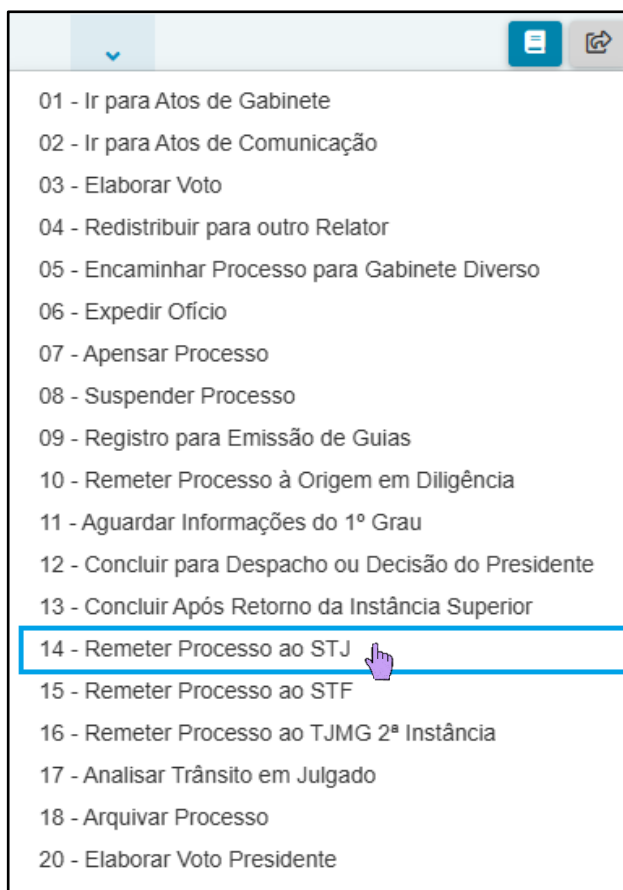 01 - Ir para Atos de Gabinete
02 - Ir para Atos de Comunicação
03 - Elaborar Voto
04 - Redistribuir para outro Relator
05 - Encaminhar Processo para Gabinete Diverso
06 - Expedir Ofício
07 - Apensar Processo
08 - Suspender Processo
09 - Registro para Emissão de Guias
10 - Remeter Processo à Origem em Diligência
11 - Aguardar Informações do 1º Grau
12 - Concluir para Despacho ou Decisão do Presidente
13 - Concluir Após Retorno da Instância Superior
14 - Remeter Processo ao STJ
15 - Remeter Processo ao STF
16 - Remeter Processo ao TJMG 2ª Instância
17 - Analisar Trânsito em Julgado
18 - Arquivar Processo
20 - Elaborar Voto Presidente